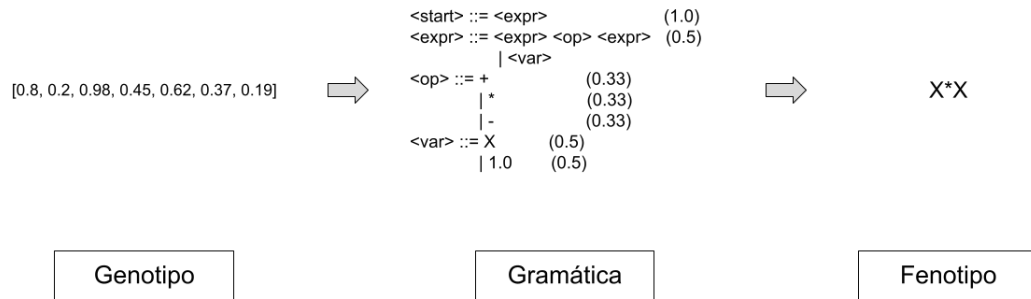 [0.8, 0.2, 0.98, 0.45, 0.62, 0.37, 0.19]
<start> ::= <expr> (1.0)
<expr> ::= <expr> <op> <expr> (0.5)
| <var>
<op> ::= + (0.33)
| * (0.33)
| - (0.33)
<var> ::= X (0.5)
| 1.0 (0.5)
X*X
Genotipo
Gramática
Fenotipo